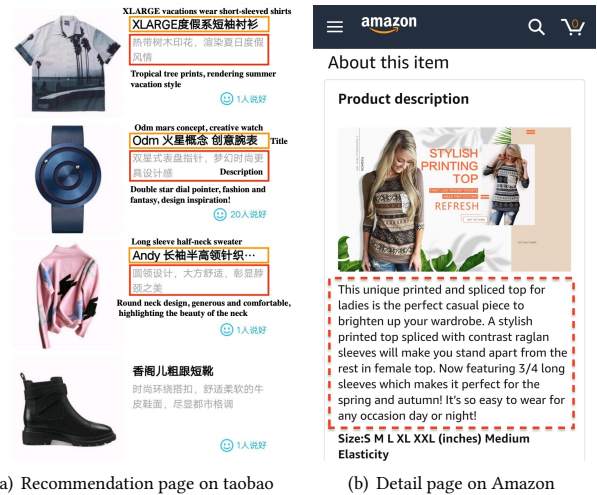 XLARGE vacations wear short-sleeved shirts
XLARGE度假系短袖衬衫
热带树木印花，渲染夏日度假
风情
Tropical tree prints, rendering summer
vacation style
1人说好
Odm mars concept, creative watch
Odm 火星概念 创意腕表 Title
双星式表盘指针，梦幻时尚更
具设计感 Description
Double star dial pointer, fashion and
fantasy, design inspiration!
20人说好
Long sleeve half-neck sweater
Andy 长袖半高领针织…
圆领设计，大方舒适，彰显脖
颈之美
Round neck design, generous and comfortable,
highlighting the beauty of the neck
1人说好
香阁儿粗跟短靴
时尚环绕搭扣，舒适柔软的牛
皮鞋面，尽显都市格调
1人说好
a) Recommendation page on taobao
amazon
0
About this item
Product description
STYLISH
PRINTING
TOP
REFRESH
This unique printed and spliced top for
ladies is the perfect casual piece to
brighten up your wardrobe. A stylish
printed top spliced with contrast raglan
sleeves will make you stand apart from the
rest in female top. Now featuring 3/4 long
sleeves which makes it perfect for the
spring and autumn! It's so easy to wear for
any occasion day or night!
Size:S M L XL XXL (inches) Medium
Elasticity
(b) Detail page on Amazon